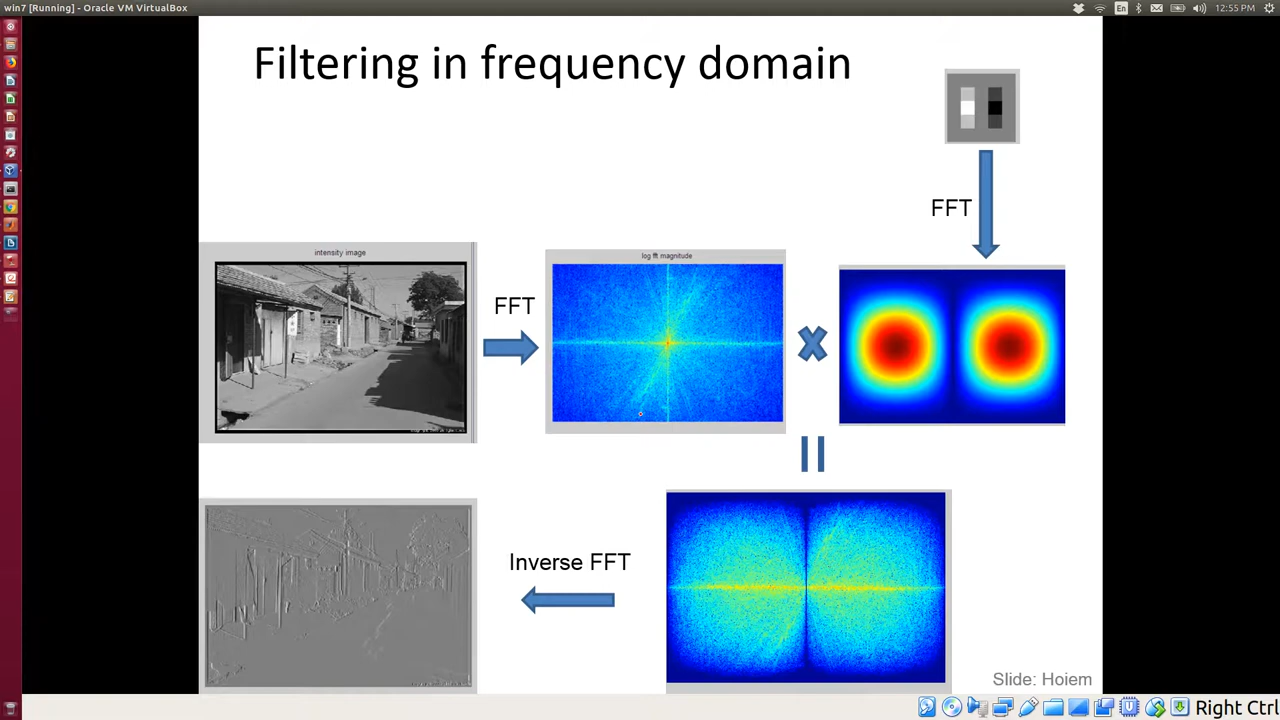 win7 [Running] - Oracle VM VirtualBox
En
12:55 PM
Filtering in frequency domain
FFT
intensity image
log fft magnitude
FFT
Inverse FFT
Slide: Hoiem
Right Ctrl